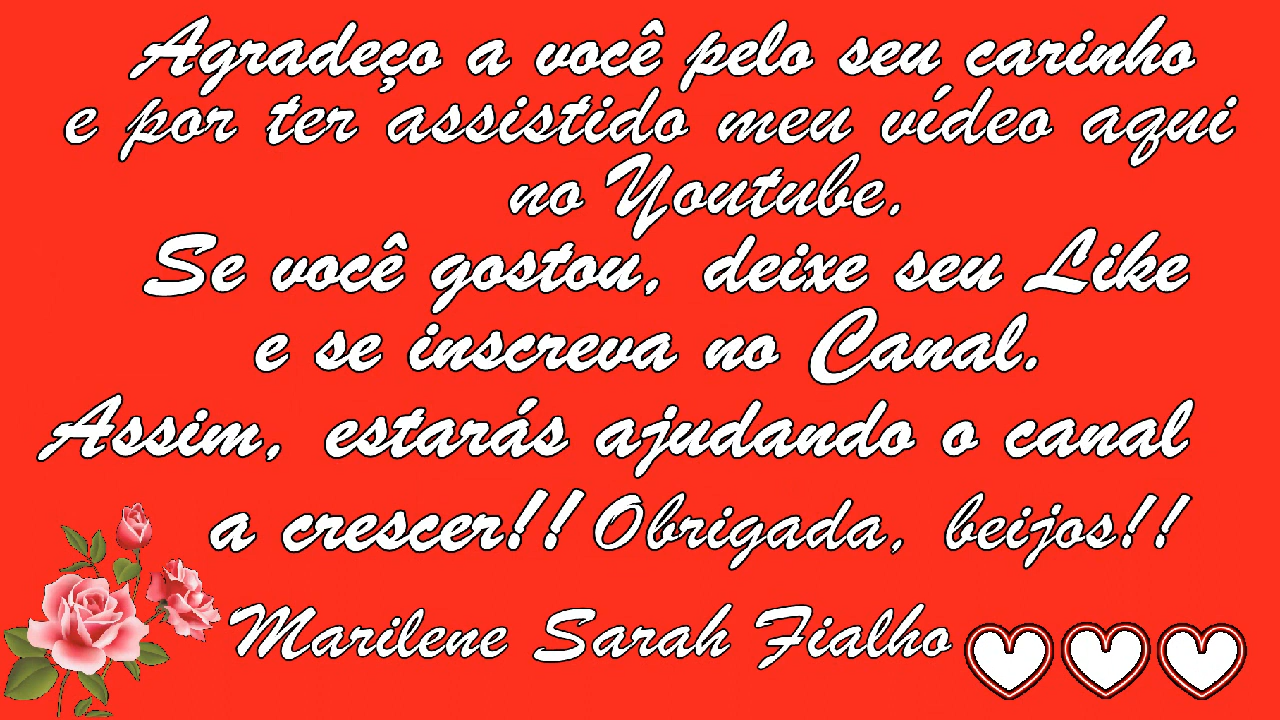 Agradeço a você pelo seu carinho
e por ter assistido meu vídeo aqui
no Youtube.
Se você gostou, deixe seu Like
e se inscreva no Canal.
Assim, estarás ajudando o canal
a crescer!! Obrigada, beijos!!
Marilene Sarah Fialho